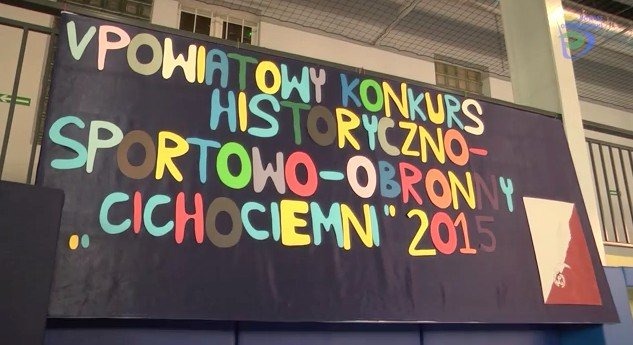 V POWIATOWY KONKURS
HISTORYCZNO-
SPORTOWO-OBRONNY
„CICHOCIEMNI" 2015